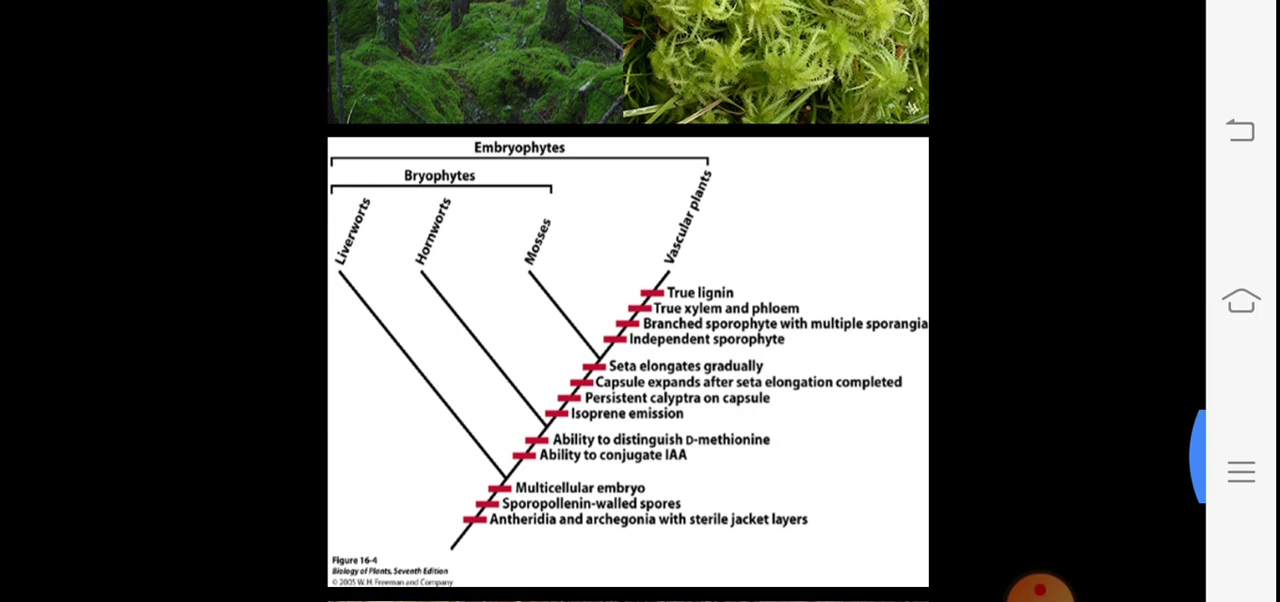 Embryophytes
Bryophytes
Liverworts
Hornworts
Mosses
Vascular plants
True lignin
True xylem and phloem
Branched sporophyte with multiple sporangia
Independent sporophyte
Seta elongates gradually
Capsule expands after seta elongation completed
Persistent calyptra on capsule
Isoprene emission
Ability to distinguish D-methionine
Ability to conjugate IAA
Multicellular embryo
Sporopollenin-walled spores
Antheridia and archegonia with sterile jacket layers
Figure 16-4
Biology of Plants, Seventh Edition
© 2005 W. H. Freeman and Company